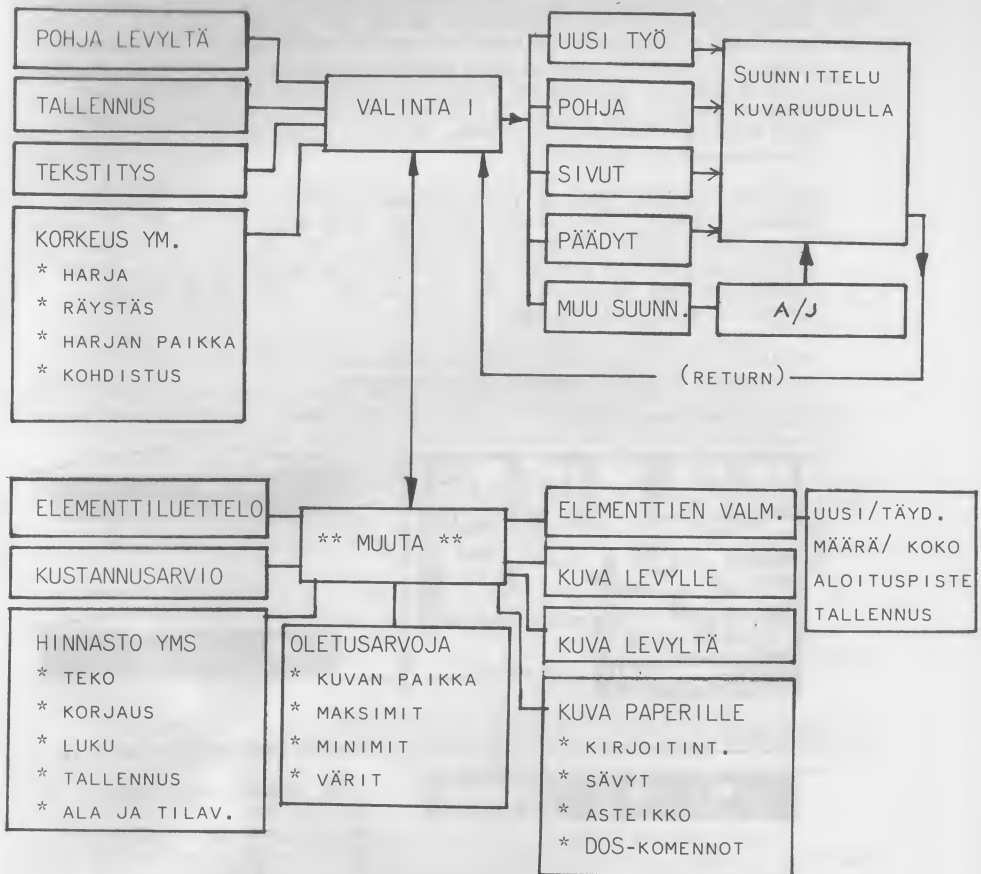 POHJA LEVYLTÄ
TALLENNUS
TEKSTITYS
KORKEUS YM.
* HARJA
* RÄYSTÄS
* HARJAN PAIKKA
* KOHDISTUS
VALINTA 1
UUSI TYÖ
POHJA
SIVUT
PÄÄDYT
MUU SUUNN.
SUUNNITTELU
KUVARUUDULLA
A/J
(RETURN)
ELEMENTTILUETTELO
KUSTANNUSARVIO
HINNASTO YMS
* TEKO
* KORJAUS
* LUKU
* TALLENNUS
* ALA JA TILAV.
** MUUTA **
OLETUSARVOJA
* KUVAN PAIKKA
* MAKSIMIT
* MINIMIT
* VÄRIT
ELEMENTTIEN VALM.
KUVA LEVYLLE
KUVA LEVYLTÄ
KUVA PAPERILLE
* KIRJOITINT.
* SÄVYT
* ASTEIKKO
* DOS-KOMENNOT
UUSI/TÄYD.
MÄÄRÄ/ KOKO
ALOITUSPISTE
TALLENNUS